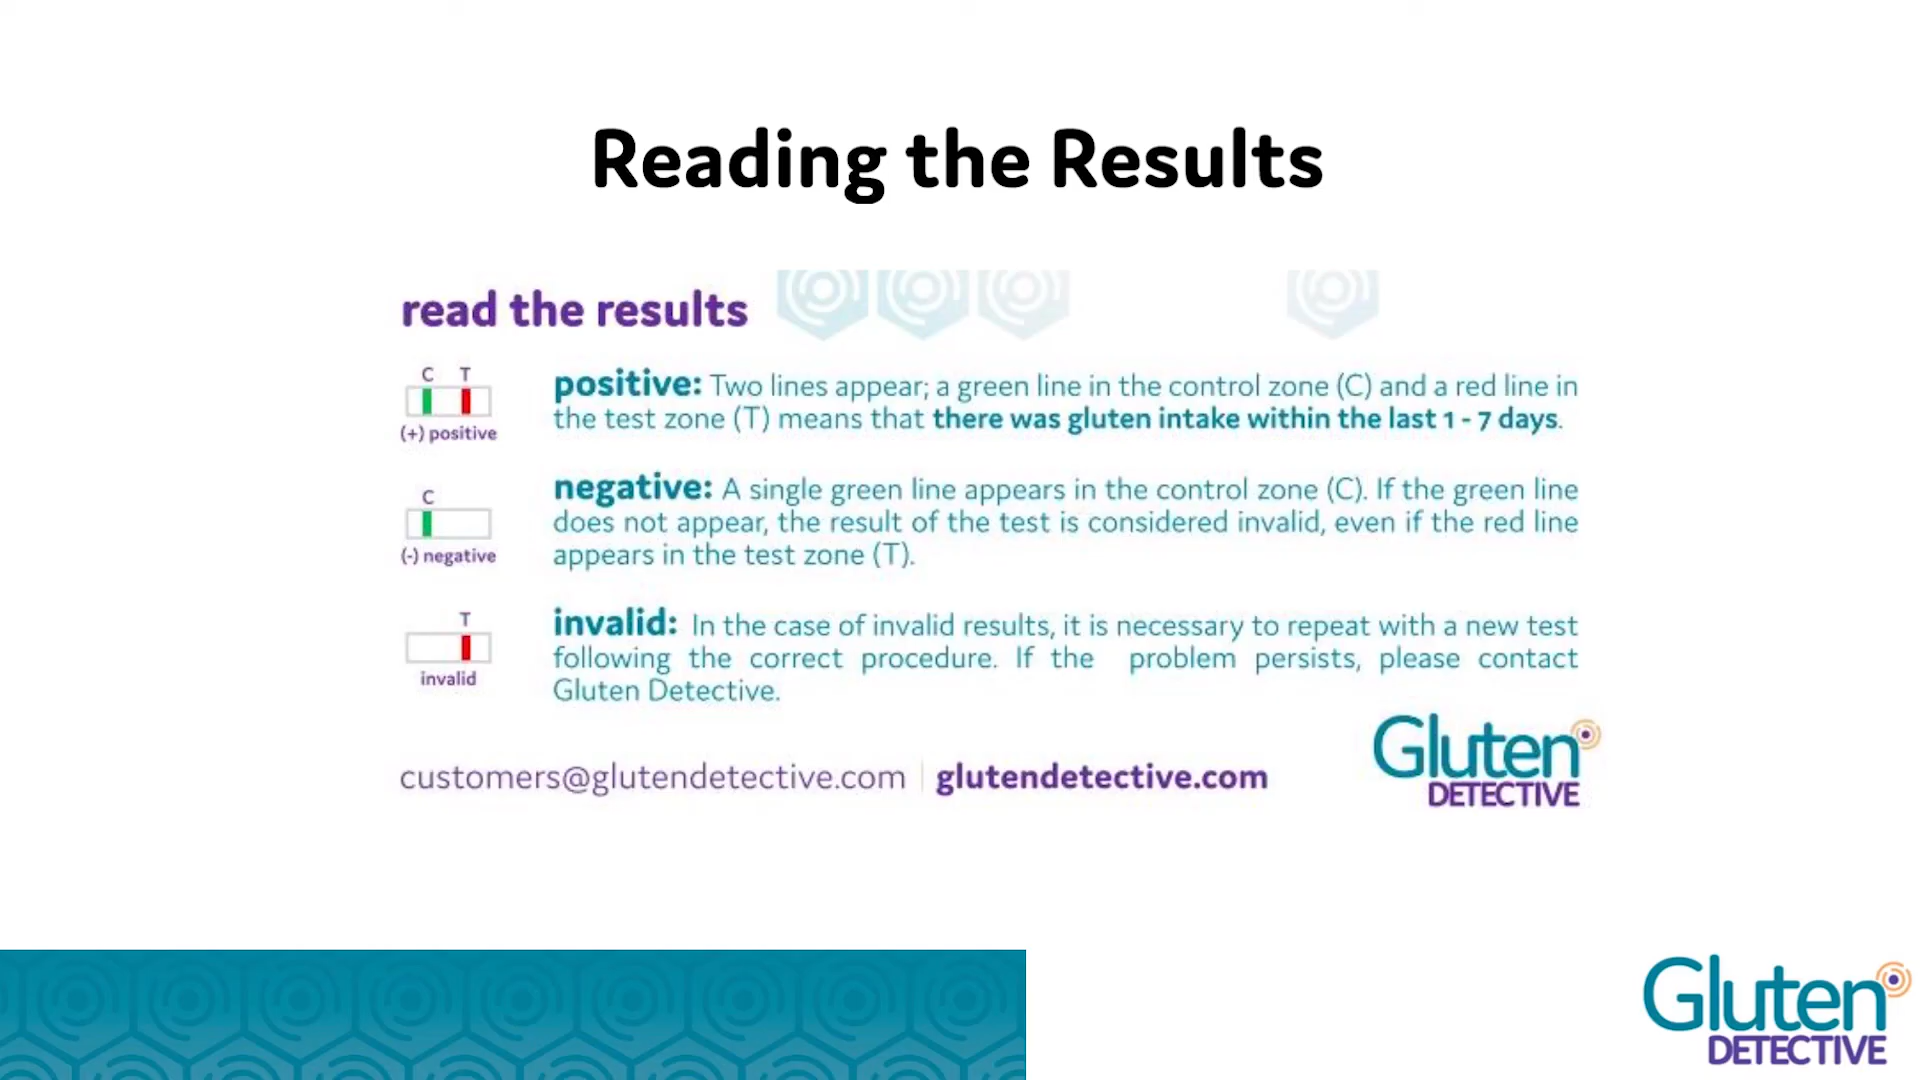 Reading the Results
read the results
C T
(+) positive
positive: Two lines appear; a green line in the control zone (C) and a red line in
the test zone (T) means that there was gluten intake within the last 1 - 7 days.
C
(-) negative
negative: A single green line appears in the control zone (C). If the green line
does not appear, the result of the test is considered invalid, even if the red line
appears in the test zone (T).
T
invalid
invalid: In the case of invalid results, it is necessary to repeat with a new test
following the correct procedure. If the problem persists, please contact
Gluten Detective.
customers@glutendetective.com | glutendetective.com
Gluten
DETECTIVE
Gluten
DETECTIVE